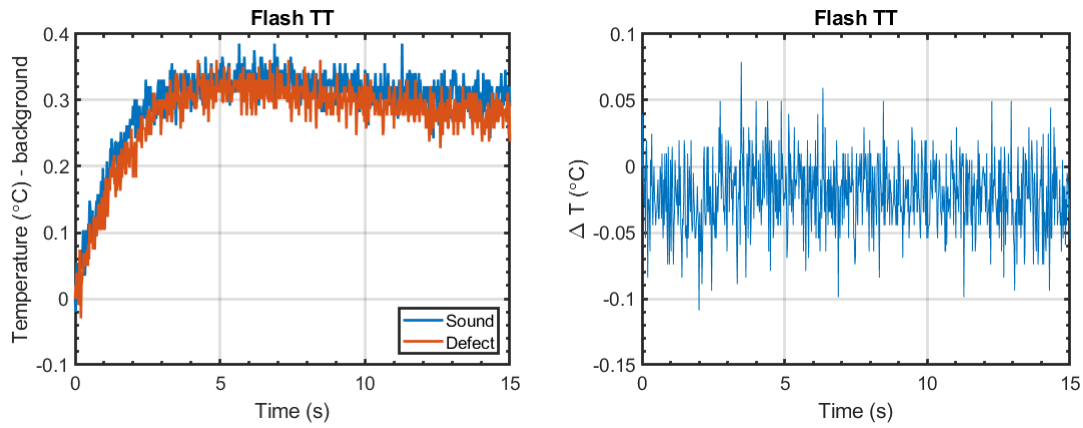 Flash TT
0.4
0.3
0.2
0.1
0
-0.1
Temperature (°C) - background
0
5
10
15
Time (s)
Sound
Defect
Flash TT
0.1
0.05
0
-0.05
-0.1
-0.15
Δ T (°C)
0
5
10
15
Time (s)